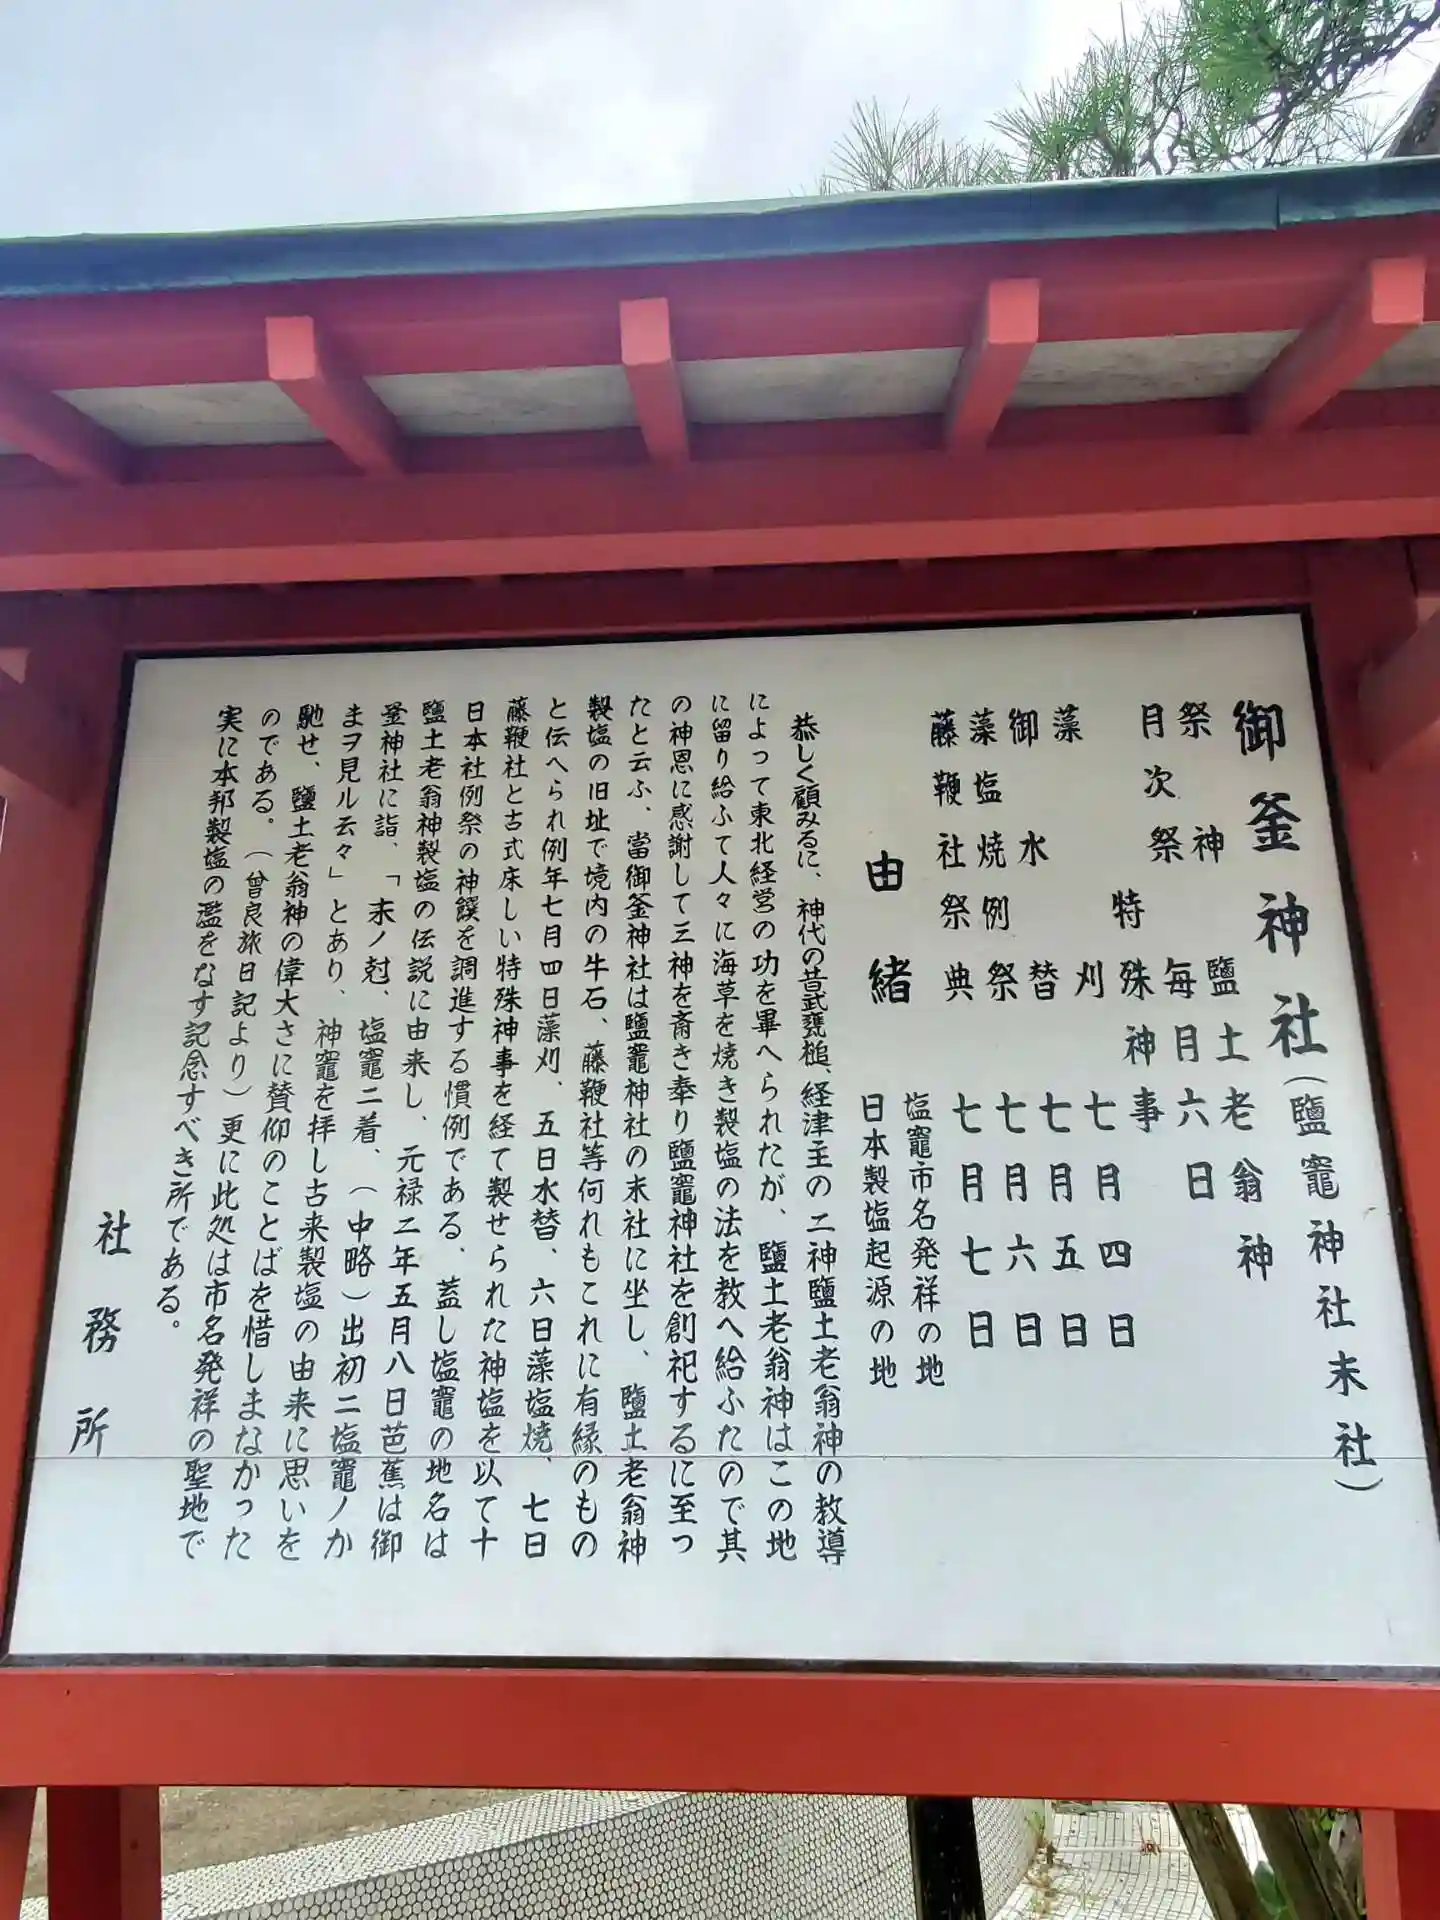 御釜神社(鹽竈神社末社)
祭神 鹽土老翁神
月次祭 毎月六日
特殊神事
藻刈 七月四日
御水替 七月五日
藻塩焼例祭 七月六日
藤鞭社祭典 七月七日
塩竈市名発祥の地
由緒 日本製塩起源の地
恭しく顧みるに、神代の昔武甕槌、経津主の二神鹽土老翁神の教導
によって東北経営の功を畢へられたが、鹽土老翁神はこの地
に留り給ふて人々に海草を焼き製塩の法を教へ給ふたので其
の神恩に感謝して三神を斎き奉り鹽竈神社を創祀するに至っ
たと云ふ、當御釜神社は鹽竈神社の末社に坐し、鹽土老翁神
製塩の旧址で境内の牛石、藤鞭社等何れもこれに有縁のもの
と伝へられ例年七月四日藻刈、五日水替、六日藻塩焼、七日
藤鞭社と古式床しい特殊神事を経て製せられた神塩を以て十
日本社例祭の神饌を調進する慣例である、蓋し塩竈の地名は
鹽土老翁神製塩の伝説に由来し、元禄二年五月八日芭蕉は御
釜神社に詣、「末ノ尅、塩竈ニ着、(中略)出初ニ塩竈ノか
まヲ見ル云々」とあり、神竈を拝し古来製塩の由来に思いを
馳せ、鹽土老翁神の偉大さに賛仰のことばを惜しまなかった
のである。(曾良旅日記より)更に此処は市名発祥の聖地で
実に本邦製塩の濫をなす記念すべき所である。
社務所